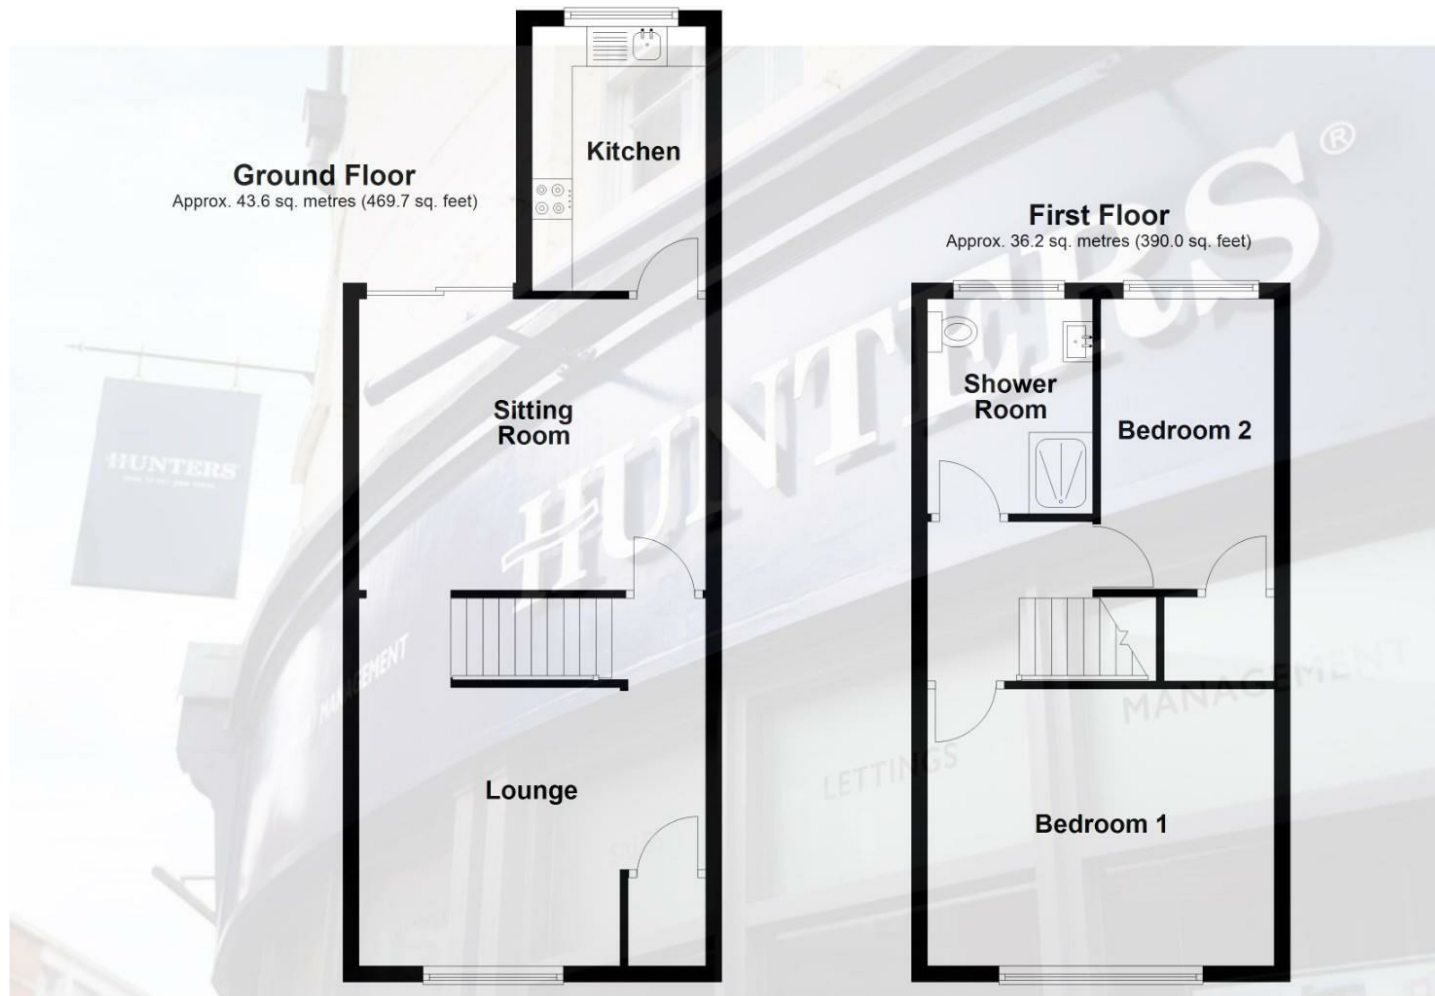 Kitchen
Ground Floor
Approx. 43.6 sq. metres (469.7 sq. feet)
Sitting
Room
Lounge
First Floor
Approx. 36.2 sq. metres (390.0 sq. feet)
Shower
Room
Bedroom 2
Bedroom 1
HUNTERS®
HUNTERS
MANAGEMENT
LETTINGS
MANAGEMENT